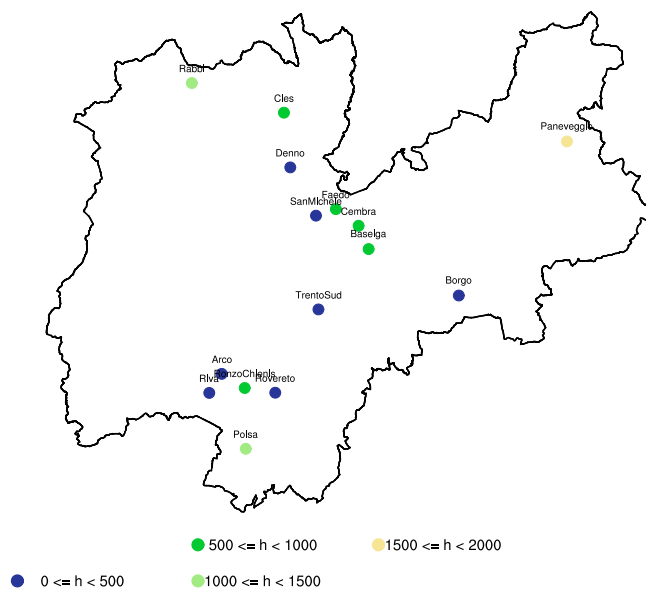 Rabbi
Cles
Paneveggio
Denno
Faedo
SanMichele
Cembra
Baselga
Borgo
TrentoSud
Arco
RonzoChienis
Riva
Rovereto
Polsa
500 <= h < 1000
1500 <= h < 2000
0 <= h < 500
1000 <= h < 1500